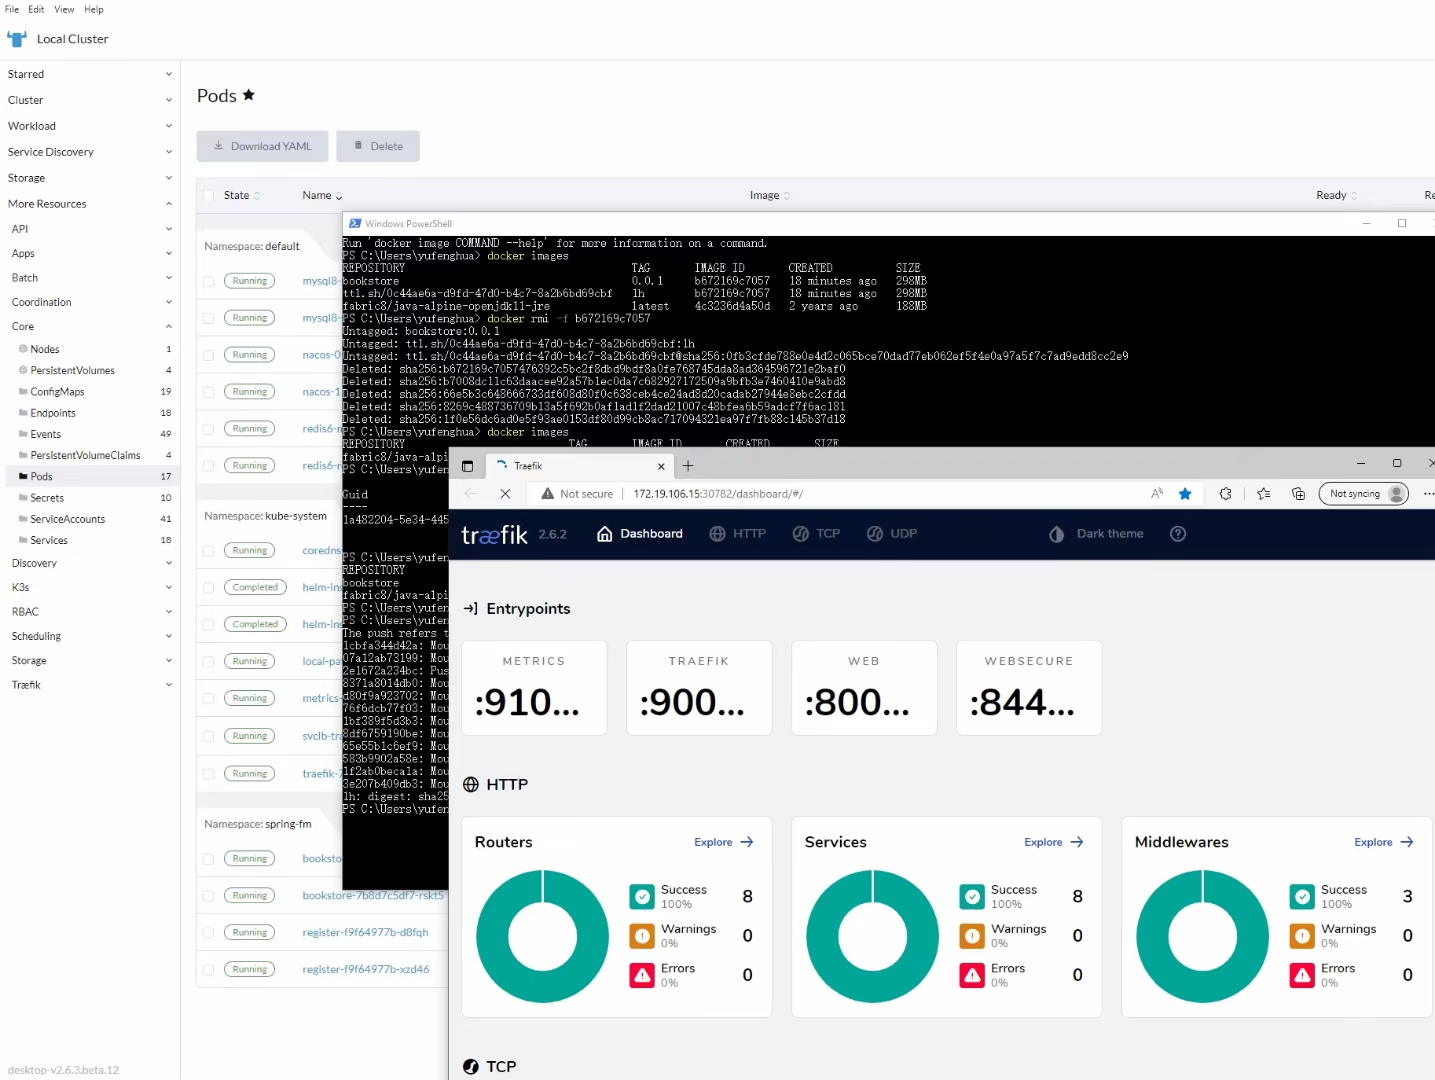 File Edit View Help
Local Cluster
Starred
Cluster
Workload
Service Discovery
Storage
More Resources
API
Apps
Batch
Coordination
Core
Nodes 1
PersistentVolumes 4
ConfigMaps 19
Endpoints 18
Events 49
PersistentVolumeClaims 4
Pods 17
Secrets 10
ServiceAccounts 41
Services 18
Discovery
K3s
RBAC
Scheduling
Storage
Træfik
desktop-v2.6.3.beta.12
Pods
Download YAML Delete
State Name Image Ready Re
Namespace: default
Running mysql8-
Running mysql8-
Running nacos-0
Running nacos-1
Running redis6-
Running redis6-
Namespace: kube-system
Running coredns
Completed helm-ins
Completed helm-ins
Running local-pa
Running metrics-
Running svclb-tra
Running traefik-
Namespace: spring-fm
Running booksto
Running bookstore-7b8d7c5df7-rskt5
Running register-f9f64977b-d8fqh
Running register-f9f64977b-xzd46
Windows PowerShell
Run 'docker image COMMAND --help' for more information on a command.
PS C:\Users\yufenghua> docker images
REPOSITORY TAG IMAGE ID CREATED SIZE
bookstore 0.0.1 b672169c7057 18 minutes ago 298MB
ttl.sh/0c44ae6a-d9fd-47d0-b4c7-8a2b6bd69cbf 1h b672169c7057 18 minutes ago 298MB
fabric8/java-alpine-openjdk11-jre latest 4c3236d4a50d 2 years ago 188MB
PS C:\Users\yufenghua> docker rmi -f b672169c7057
Untagged: bookstore:0.0.1
Untagged: ttl.sh/0c44ae6a-d9fd-47d0-b4c7-8a2b6bd69cbf:1h
Untagged: ttl.sh/0c44ae6a-d9fd-47d0-b4c7-8a2b6bd69cbf@sha256:0fb3cfde788e0e4d2c065bce70dad77eb062ef5f4e0a97a5f7c7ad9edd8cc2e9
Deleted: sha256:b672169c7057476392c5bc2f8dbd9bdf8a0fe768745dda8ad364596721e2baf0
Deleted: sha256:b7008dc11c63daacee92a57b1ec0da7c682927172509a9bfb3e7460410e9abd8
Deleted: sha256:66e5b3c648666733df608d80f0c638ceb4ce24ad8d20cadab27944e8ebc2cfdd
Deleted: sha256:8269c488736709b13a5f692b0af1ad1f2dad21007c48bfea6b59adcf7f6ac181
Deleted: sha256:1f0e56dc6ad0e5f93ae0153df80d99cb8ac717094321ea97f7fb88c145b37d18
PS C:\Users\yufenghua> docker images
REPOSITORY TAG IMAGE ID CREATED SIZE
fabric8/java-alpi
PS C:\Users\yufen
Guid
----
1a482204-5e34-445
PS C:\Users\yufen
REPOSITORY
bookstore
fabric8/java-alpi
PS C:\Users\yufen
PS C:\Users\yufen
The push refers t
1cbfa344d42a: Mou
07a12ab73199: Mou
2e1672a234bc: Pus
8371a8014db0: Mou
d80f9a923702: Mou
76f6dcb77f03: Mou
1bf389f5d3b3: Mou
8df6759190be: Mou
65e55b1c6ef9: Mou
583b9902a58e: Mou
1f2ab0beca1a: Mou
3e207b409db3: Mou
1h: digest: sha25
PS C:\Users\yufen
Traefik
Not secure 172.19.106.15:30782/dashboard/#/ Not syncing
træfik 2.6.2 Dashboard HTTP TCP UDP Dark theme
Entrypoints
METRICS TRAEFIK WEB WEBSECURE
:910... :900... :800... :844...
HTTP
Routers Explore
Success 8
100%
Warnings 0
0%
Errors 0
0%
Services Explore
Success 8
100%
Warnings 0
0%
Errors 0
0%
Middlewares Explore
Success 3
100%
Warnings 0
0%
Errors 0
0%
TCP